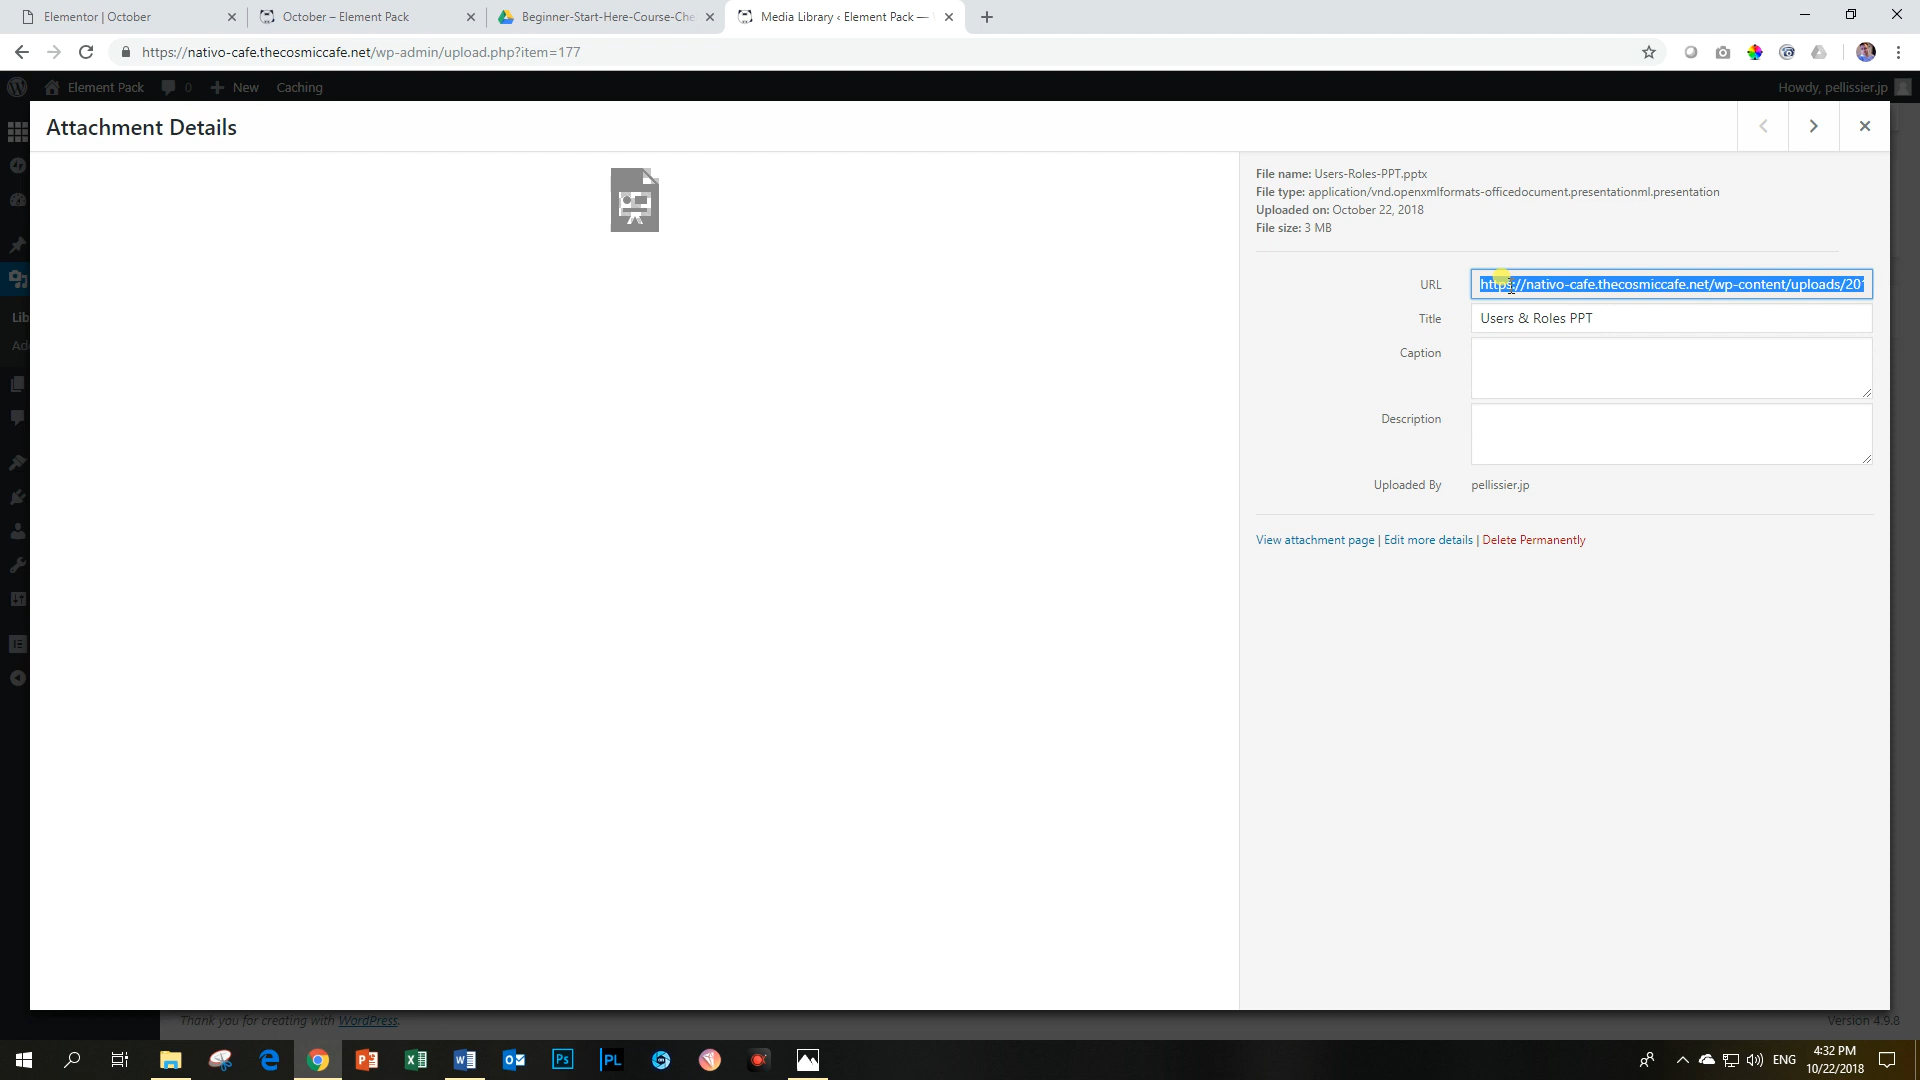 Elementor | October
October – Element Pack
Beginner-Start-Here-Course-Che
Media Library ‹ Element Pack —
https://nativo-cafe.thecosmiccafe.net/wp-admin/upload.php?item=177
Element Pack
0
New
Caching
Howdy, pellissier.jp
Attachment Details
File name: Users-Roles-PPT.pptx
File type: application/vnd.openxmlformats-officedocument.presentationml.presentation
Uploaded on: October 22, 2018
File size: 3 MB
URL
https://nativo-cafe.thecosmiccafe.net/wp-content/uploads/201
Title
Users & Roles PPT
Lib
Ad
Caption
Description
Uploaded By
pellissier.jp
View attachment page | Edit more details | Delete Permanently
Thank you for creating with WordPress.
Version 4.9.8
Ps
PL
ENG
4:32 PM
10/22/2018